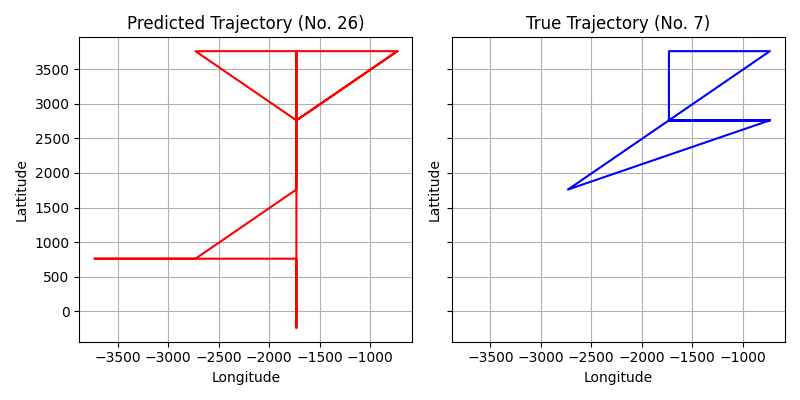 Predicted Trajectory (No. 26)
True Trajectory (No. 7)
Lattitude
3500
3000
2500
2000
1500
1000
500
0
−3500 −3000 −2500 −2000 −1500 −1000
Longitude
Lattitude
−3500 −3000 −2500 −2000 −1500 −1000
Longitude